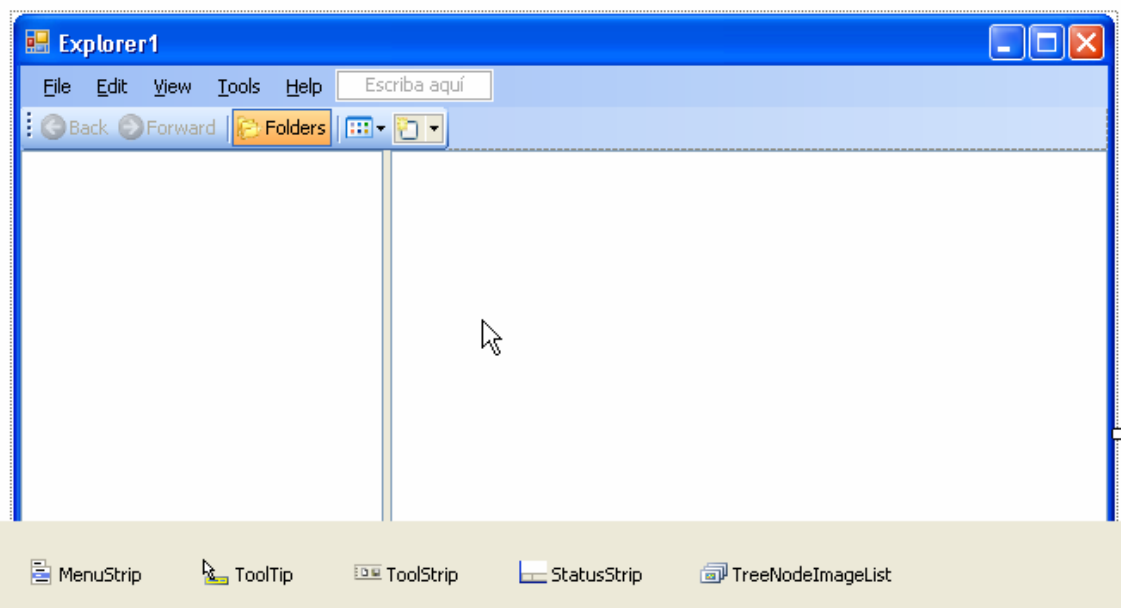 Explorer1
File Edit View Tools Help Escriba aquí
Back Forward Folders
MenuStrip ToolTip ToolStrip StatusStrip TreeNodeImageList